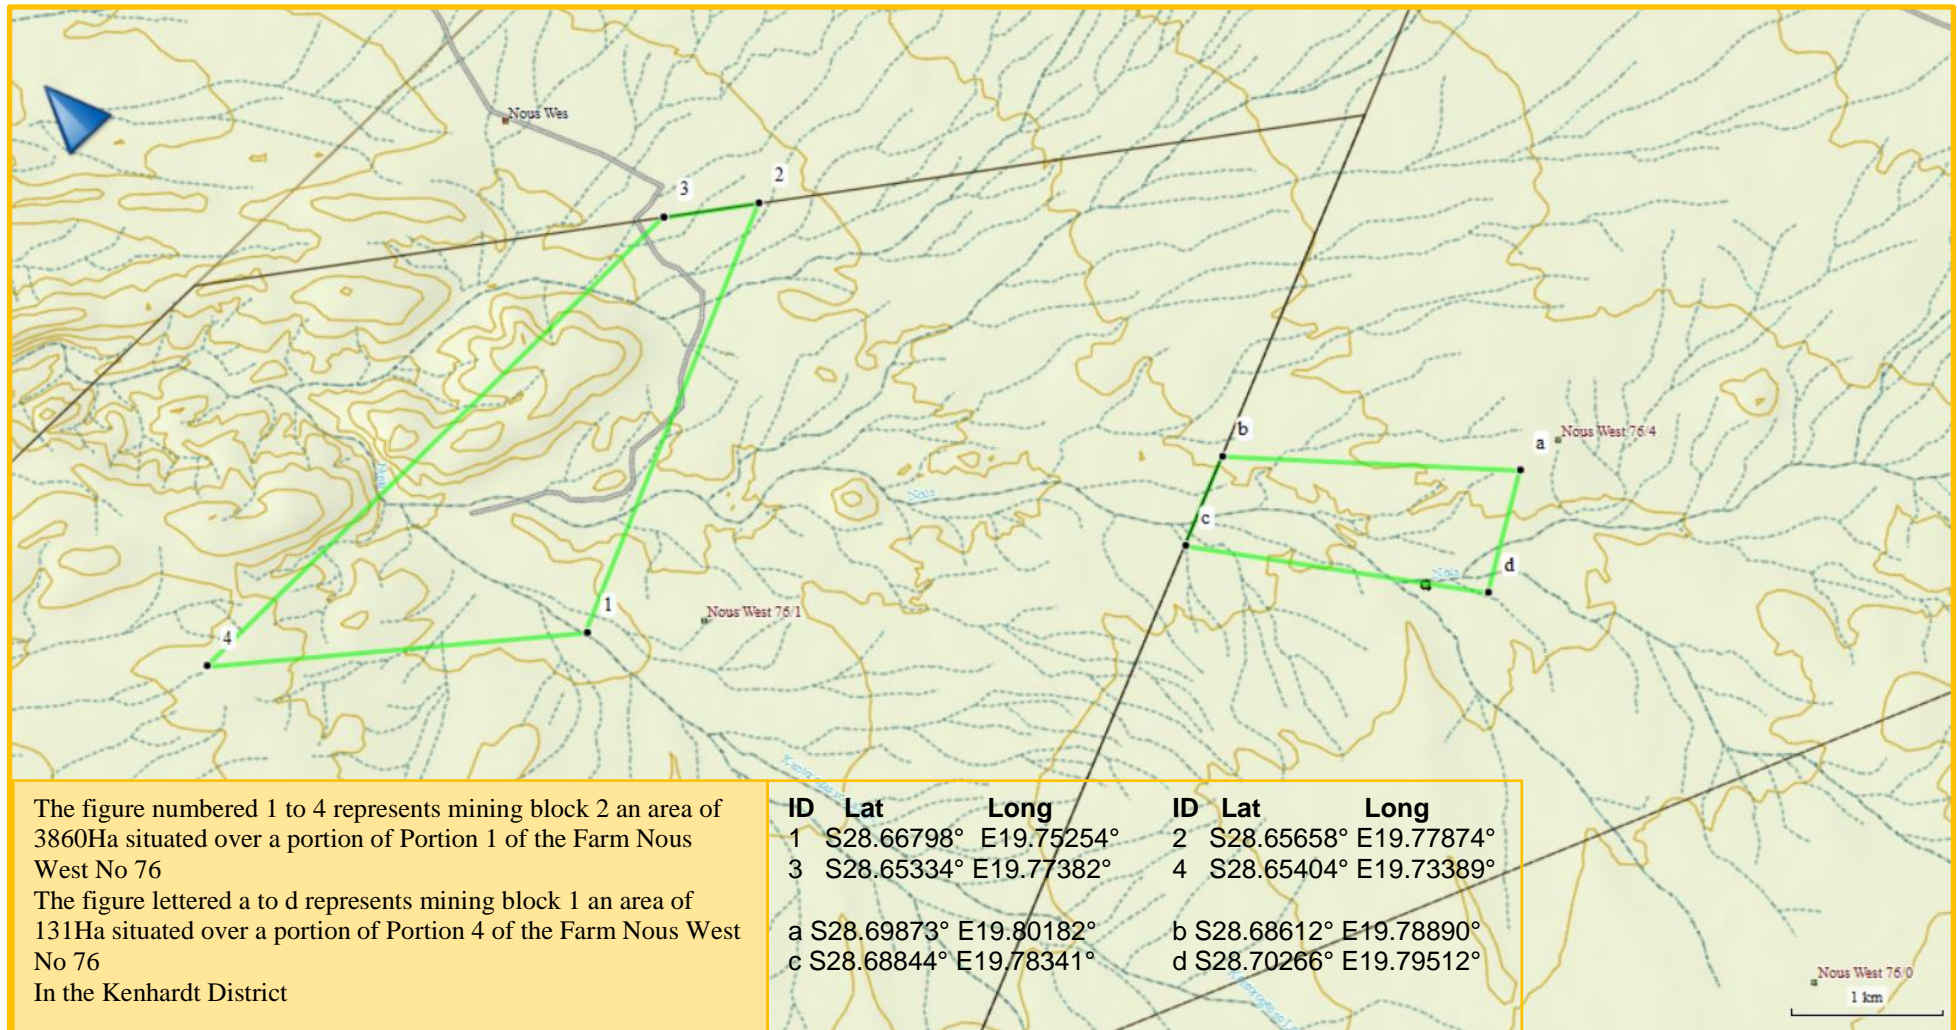 Nous Wes
2
3
b
Nous West 76/4
a
Nous
Nous
c
Nous
d
1
Nous West 76/1
4
The figure numbered 1 to 4 represents mining block 2 an area of
3860Ha situated over a portion of Portion 1 of the Farm Nous
West No 76
The figure lettered a to d represents mining block 1 an area of
131Ha situated over a portion of Portion 4 of the Farm Nous West
No 76
In the Kenhardt District
ID Lat Long ID Lat Long
1 S28.66798° E19.75254° 2 S28.65658° E19.77874°
3 S28.65334° E19.77382° 4 S28.65404° E19.73389°
a S28.69873° E19.80182° b S28.68612° E19.78890°
c S28.68844° E19.78341° d S28.70266° E19.79512°
Nous West 76/0
1 km